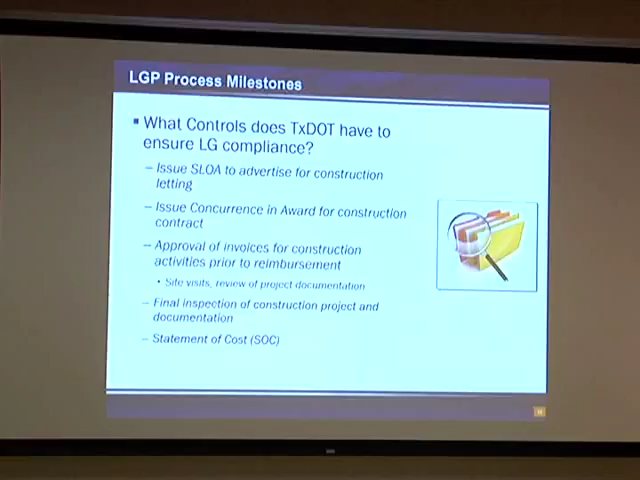 LGP Process Milestones
▪ What Controls does TxDOT have to
ensure LG compliance?
– Issue SLOA to advertise for construction
letting
– Issue Concurrence in Award for construction
contract
– Approval of invoices for construction
activities prior to reimbursement
• Site visits, review of project documentation
– Final inspection of construction project and
documentation
– Statement of Cost (SOC)